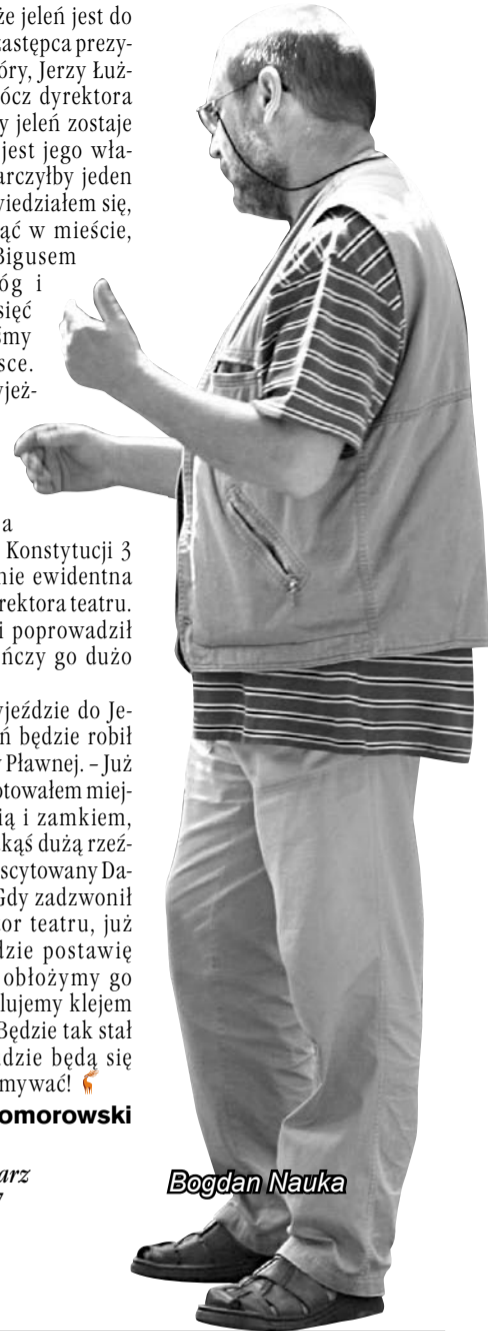 że jeleń jest do
zastępca prezy-
óry, Jerzy Łuż-
ócz dyrektora
y jeleń zostaje
jest jego wła-
arczyłby jeden
wiedziałem się,
ąć w mieście,
Bigusem
óg i
sięć
śmy
sce.
yjeż-
a
Konstytucji 3
nie ewidentna
rektora teatru.
i poprowadził
ńczy go dużo
yjeździe do Je-
ń będzie robił
Pławnej. – Już
otowałem miej-
ią i zamkiem,
kąś dużą rzeź-
scytowany Da-
Gdy zadzwonił
or teatru, już
dzie postawię
obłożymy go
lujemy klejem
Będzie tak stał
dzie będą się
mywać!
omorowski
arz
Bogdan Nauka